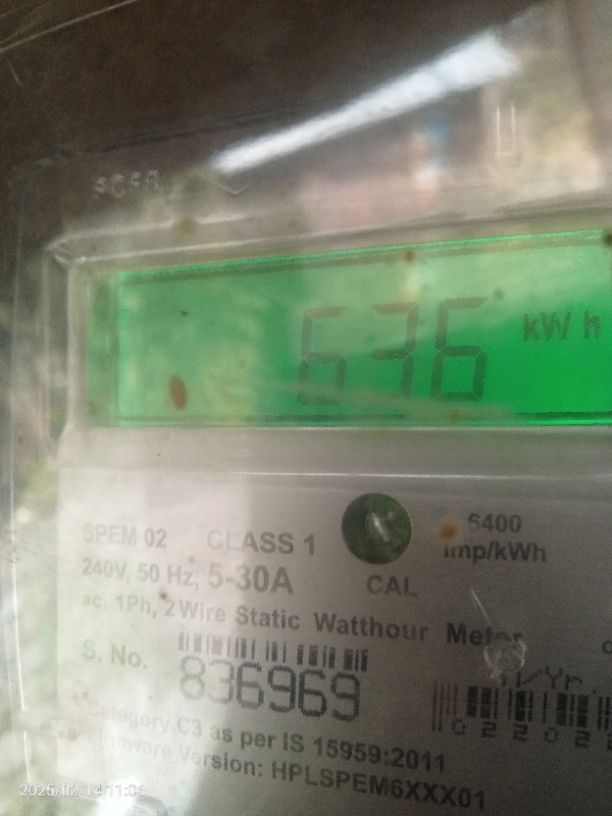 636 kW h
SPEM 02 CLASS 1
6400
imp/kWh
240V, 50 Hz, 5-30A
CAL
ac, 1Ph, 2 Wire Static Watthour Meter
S. No.
836969
/Yr.
Category C3 as per IS 15959:2011
Firmware Version: HPLSPEM6XXX01
2025/02/14 11:04